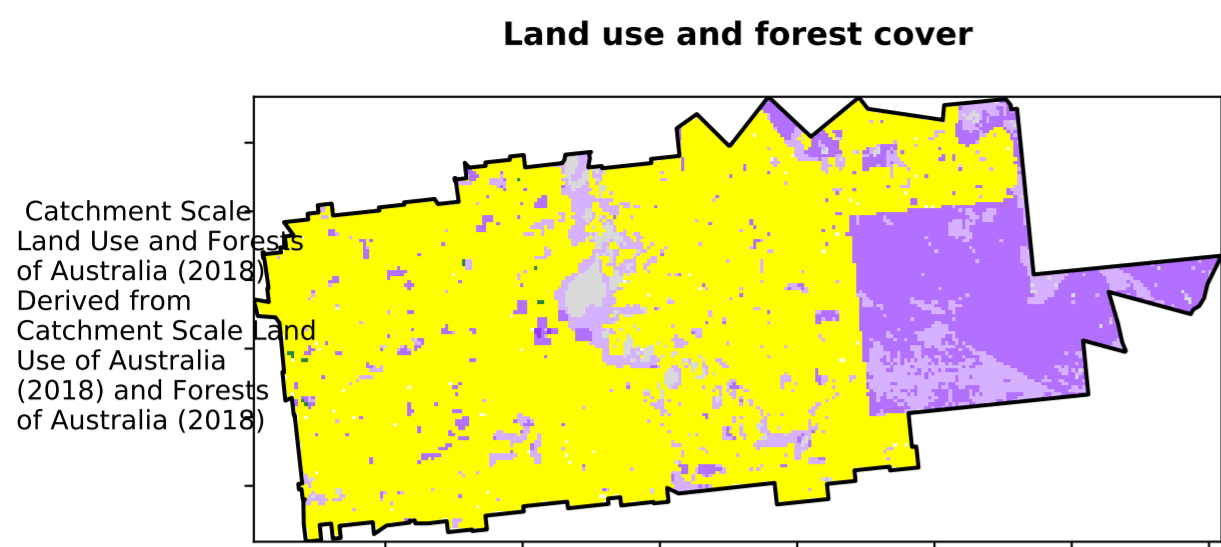 Land use and forest cover
Catchment Scale
Land Use and Forests
of Australia (2018)
Derived from
Catchment Scale Land
Use of Australia
(2018) and Forests
of Australia (2018)